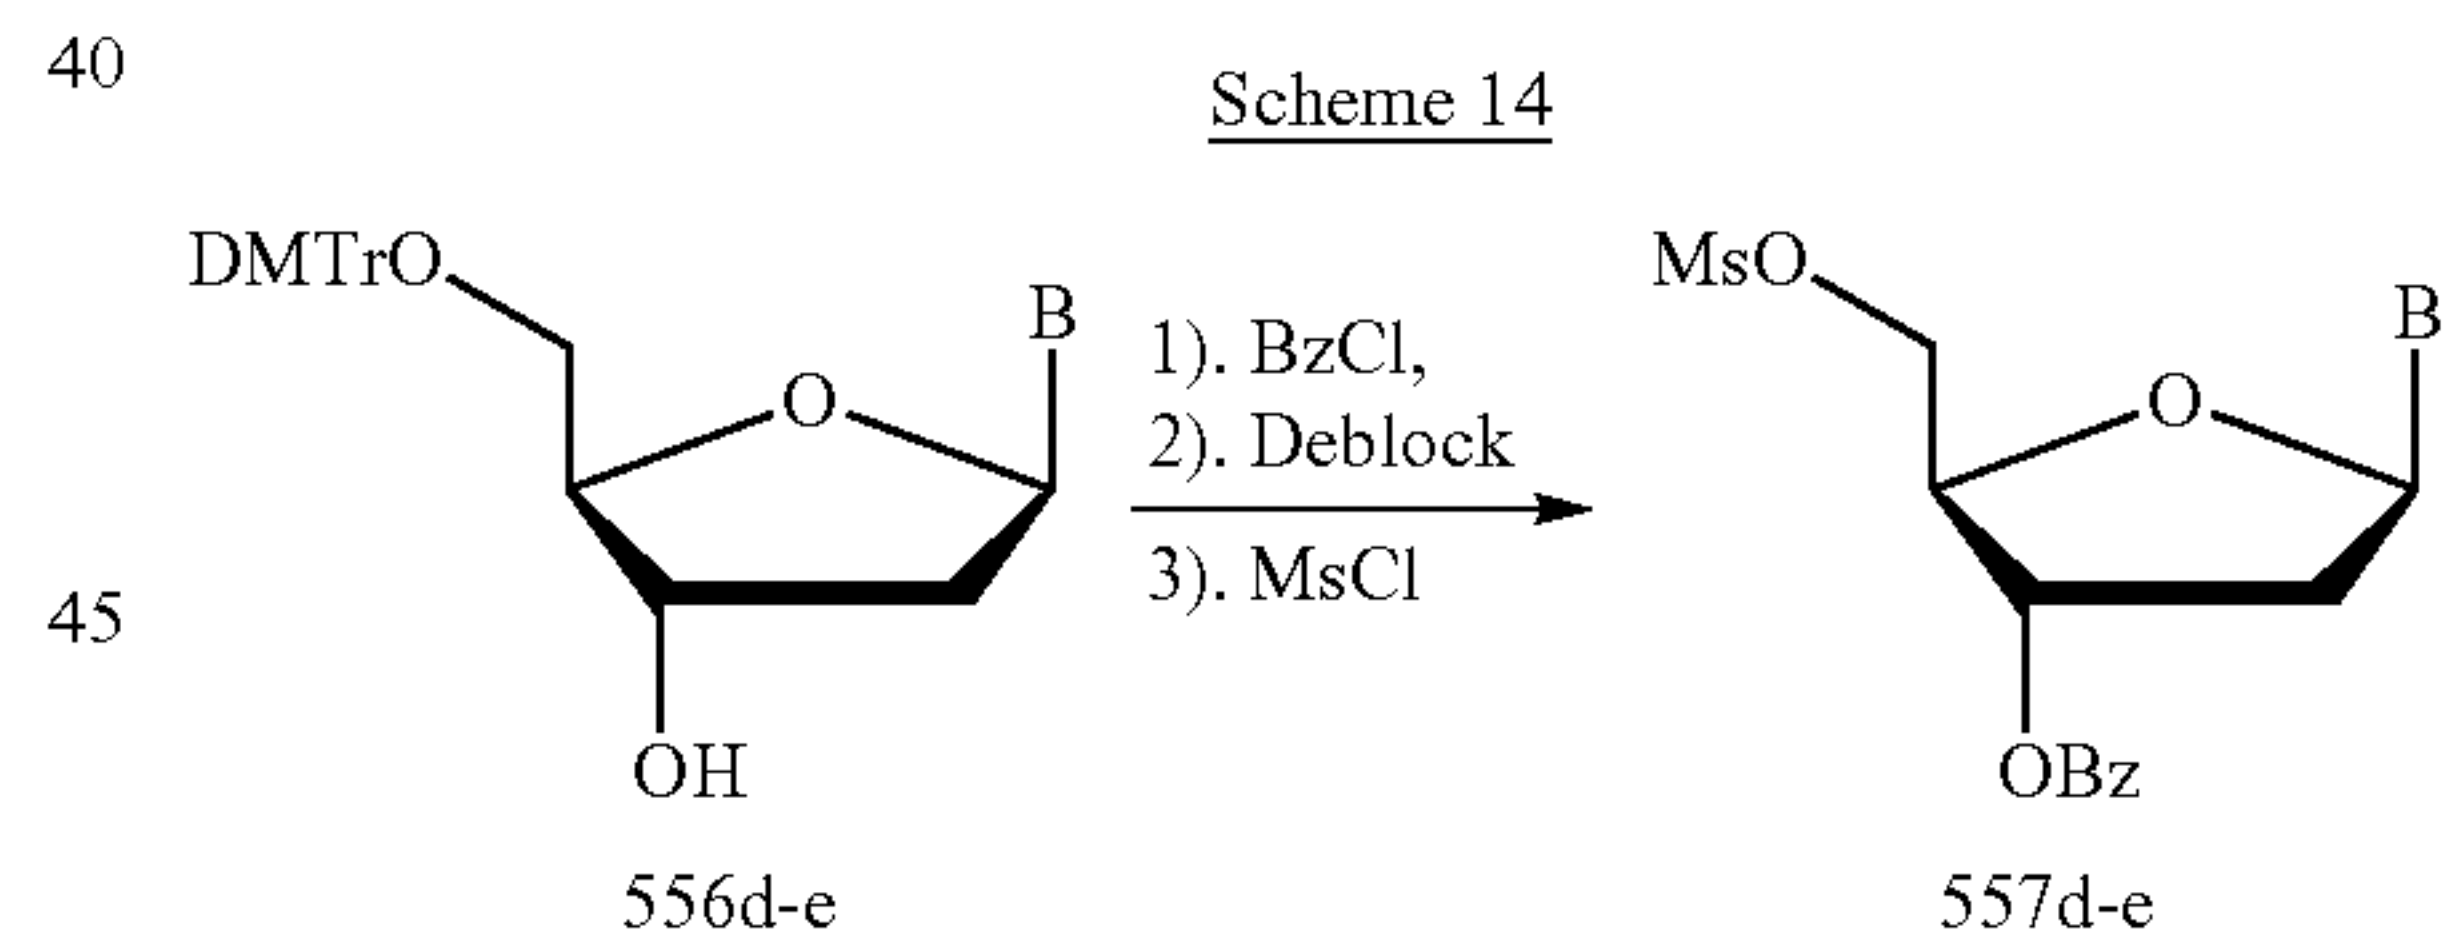 40
Scheme 14
DMTrO
B
O
OH
556d-e
1). BzCl,
2). Deblock
3). MsCl
MsO
B
O
OBz
557d-e
45